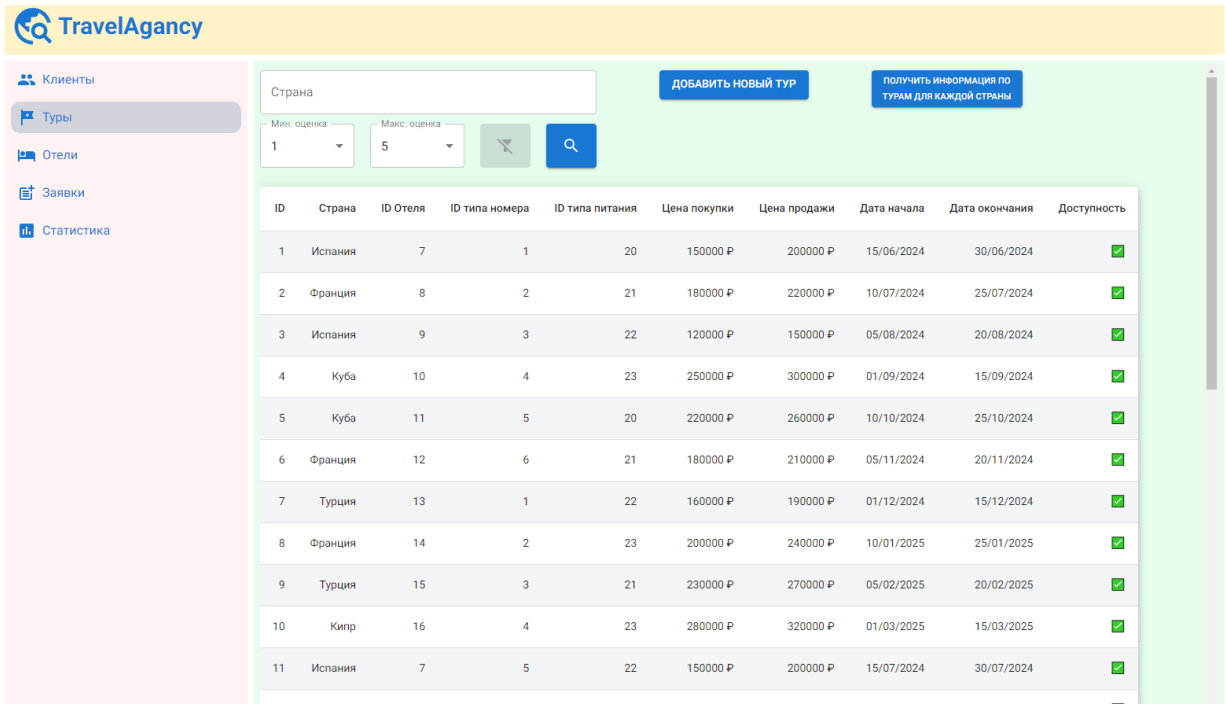 TravelAgancy
Клиенты
Туры
Отели
Заявки
Статистика
Страна
ДОБАВИТЬ НОВЫЙ ТУР
ПОЛУЧИТЬ ИНФОРМАЦИЯ ПО
ТУРАМ ДЛЯ КАЖДОЙ СТРАНЫ
Мин. оценка Макс. оценка
1 5
ID Страна ID Отеля ID типа номера ID типа питания Цена покупки Цена продажи Дата начала Дата окончания Доступность
1 Испания 7 1 20 150000 ₽ 200000 ₽ 15/06/2024 30/06/2024
2 Франция 8 2 21 180000 ₽ 220000 ₽ 10/07/2024 25/07/2024
3 Испания 9 3 22 120000 ₽ 150000 ₽ 05/08/2024 20/08/2024
4 Куба 10 4 23 250000 ₽ 300000 ₽ 01/09/2024 15/09/2024
5 Куба 11 5 20 220000 ₽ 260000 ₽ 10/10/2024 25/10/2024
6 Франция 12 6 21 180000 ₽ 210000 ₽ 05/11/2024 20/11/2024
7 Турция 13 1 22 160000 ₽ 190000 ₽ 01/12/2024 15/12/2024
8 Франция 14 2 23 200000 ₽ 240000 ₽ 10/01/2025 25/01/2025
9 Турция 15 3 21 230000 ₽ 270000 ₽ 05/02/2025 20/02/2025
10 Кипр 16 4 23 280000 ₽ 320000 ₽ 01/03/2025 15/03/2025
11 Испания 7 5 22 150000 ₽ 200000 ₽ 15/07/2024 30/07/2024